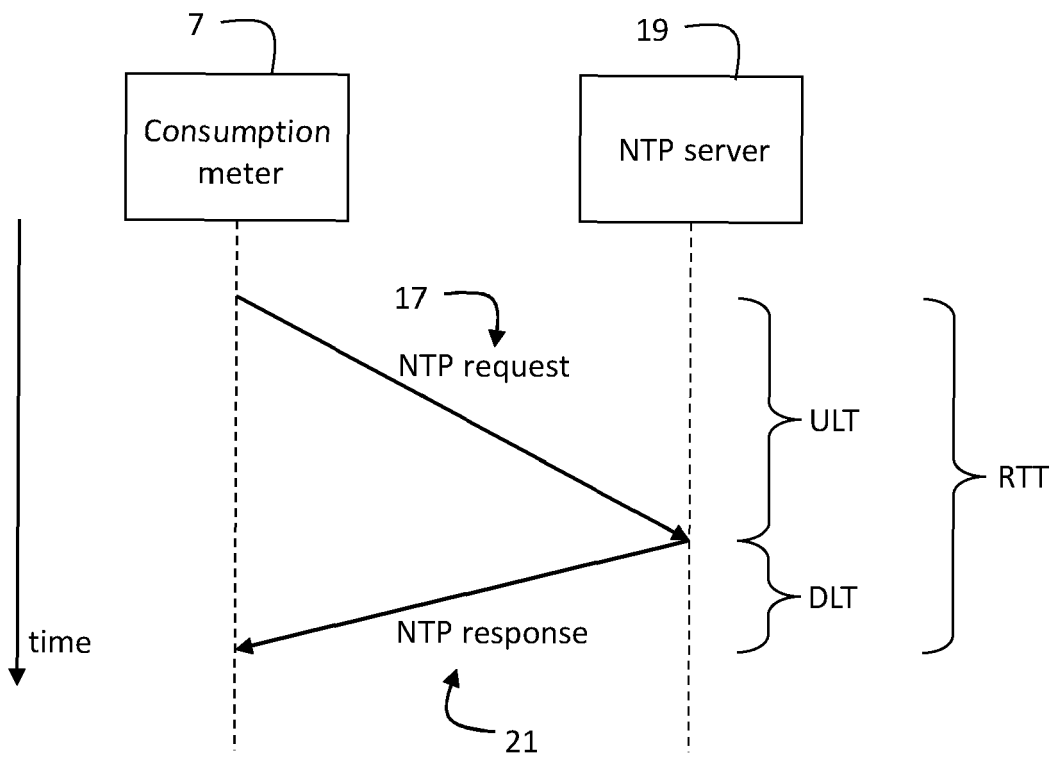 7
19
Consumption
meter
NTP server
17
NTP request
ULT
RTT
DLT
NTP response
time
21